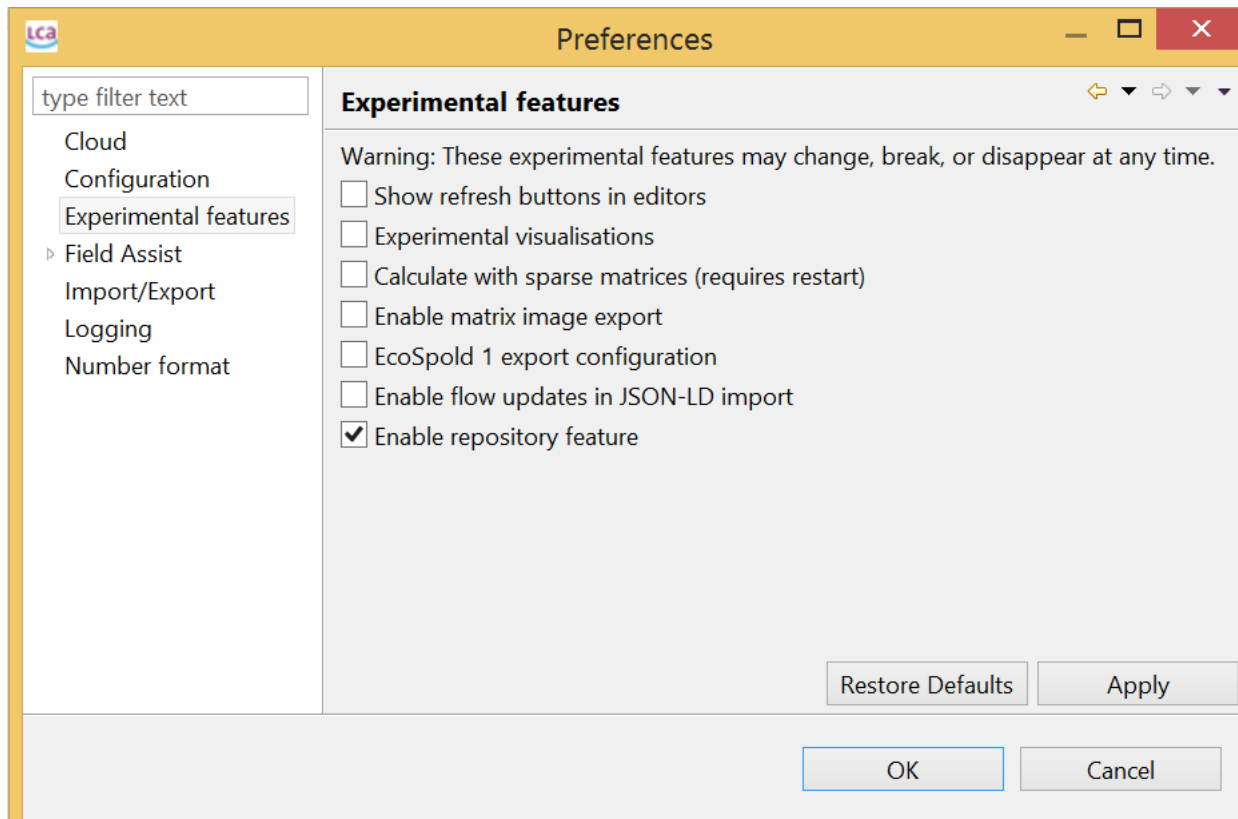 LCA
Preferences
type filter text
Cloud
Configuration
Experimental features
Field Assist
Import/Export
Logging
Number format
Experimental features
Warning: These experimental features may change, break, or disappear at any time.
Show refresh buttons in editors
Experimental visualisations
Calculate with sparse matrices (requires restart)
Enable matrix image export
EcoSpold 1 export configuration
Enable flow updates in JSON-LD import
Enable repository feature
Restore Defaults
Apply
OK
Cancel